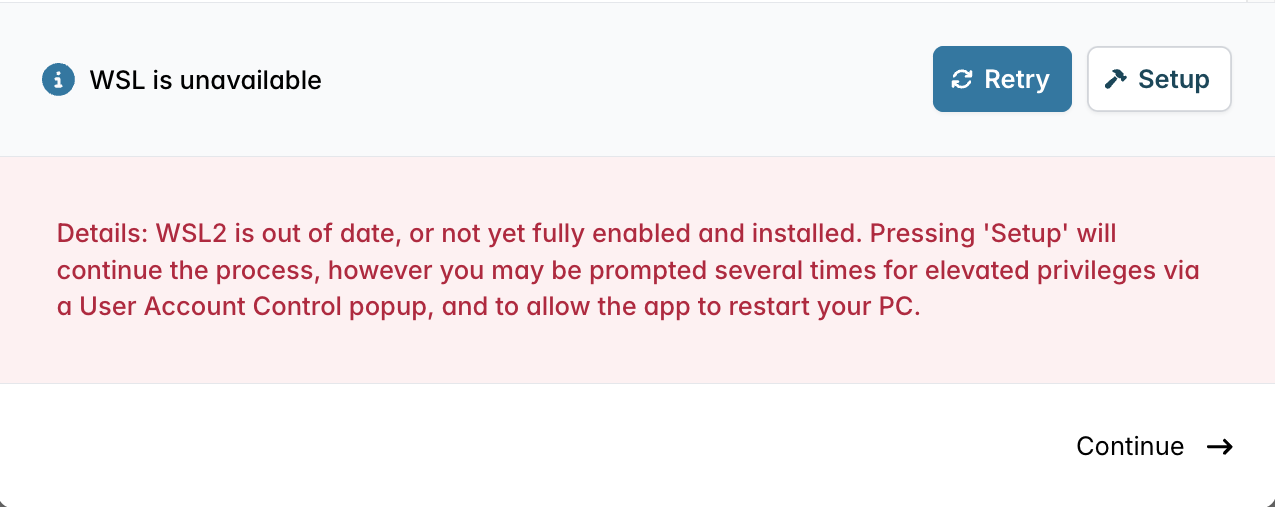 WSL is unavailable
Retry
Setup
Details: WSL2 is out of date, or not yet fully enabled and installed. Pressing 'Setup' will
continue the process, however you may be prompted several times for elevated privileges via
a User Account Control popup, and to allow the app to restart your PC.
Continue